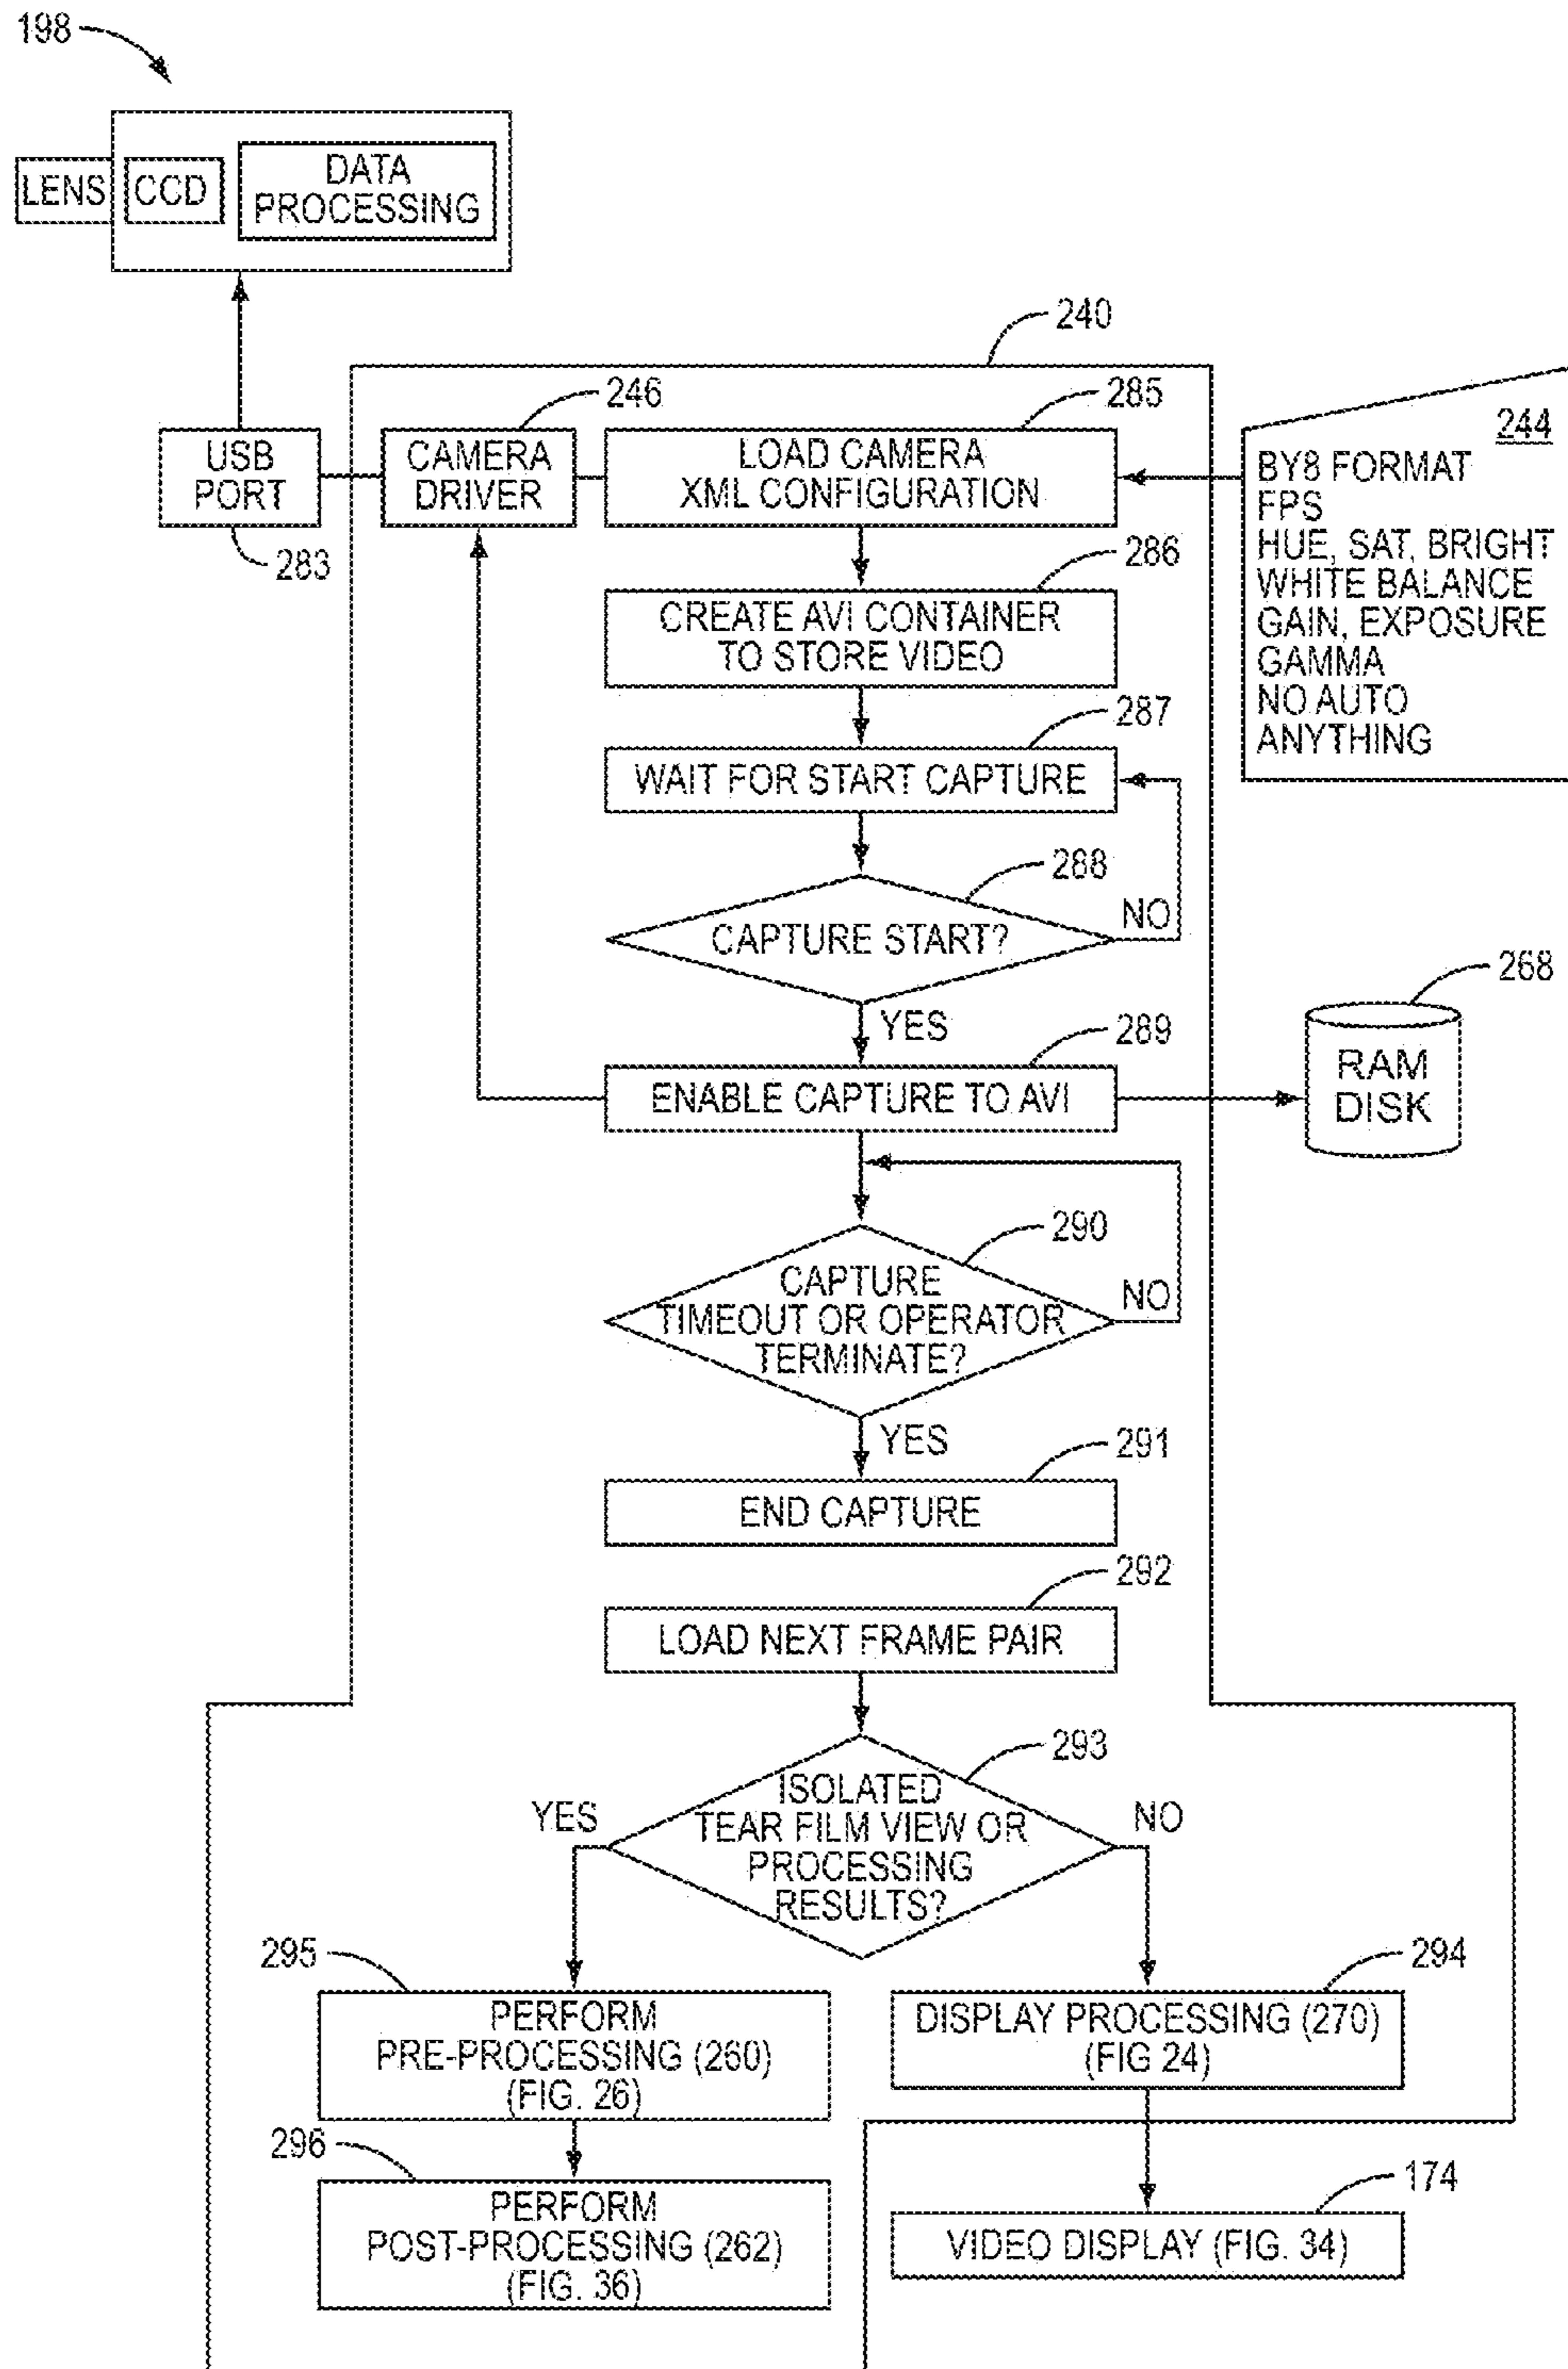 198
LENS
CCD
DATA
PROCESSING
240
246
285
244
USB
PORT
CAMERA
DRIVER
LOAD CAMERA
XML CONFIGURATION
BY8 FORMAT
FPS
HUE, SAT, BRIGHT
WHITE BALANCE
GAIN, EXPOSURE
GAMMA
NO AUTO
ANYTHING
283
286
CREATE AVI CONTAINER
TO STORE VIDEO
287
WAIT FOR START CAPTURE
288
NO
CAPTURE START?
268
YES
289
RAM
DISK
ENABLE CAPTURE TO AVI
290
CAPTURE
TIMEOUT OR OPERATOR
TERMINATE?
NO
YES
291
END CAPTURE
292
LOAD NEXT FRAME PAIR
293
YES
ISOLATED
TEAR FILM VIEW OR
PROCESSING
RESULTS?
NO
295
294
PERFORM
PRE-PROCESSING (260)
(FIG. 26)
DISPLAY PROCESSING (270)
(FIG 24)
296
174
PERFORM
POST-PROCESSING (262)
(FIG. 36)
VIDEO DISPLAY (FIG. 34)